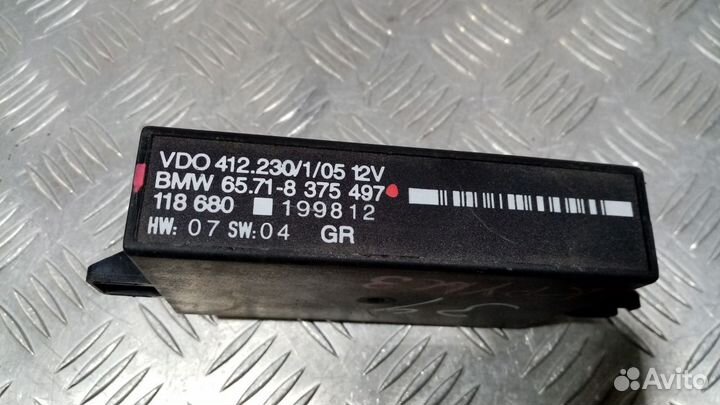 VDO 412.230/1/05 12V
BMW 65.71-8 375 497
118 680 199812
HW: 07 SW: 04 GR
Avito